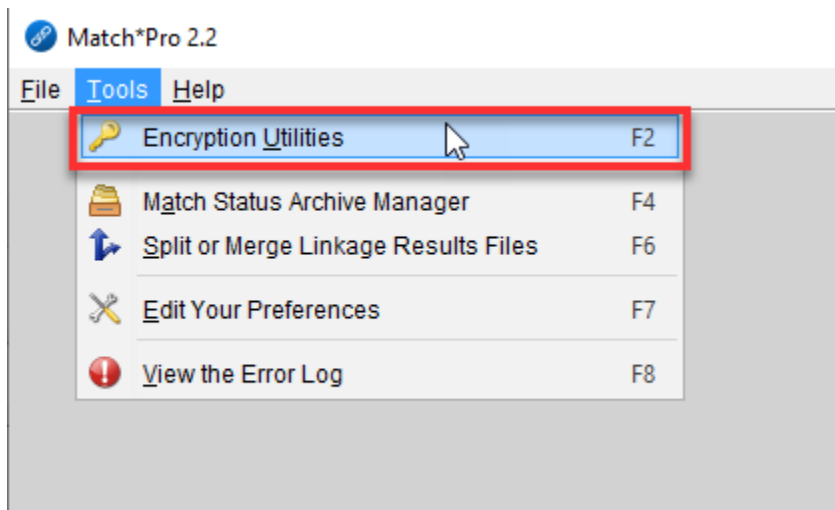 Match*Pro 2.2
File Tools Help
Encryption Utilities F2
Match Status Archive Manager F4
Split or Merge Linkage Results Files F6
Edit Your Preferences F7
View the Error Log F8